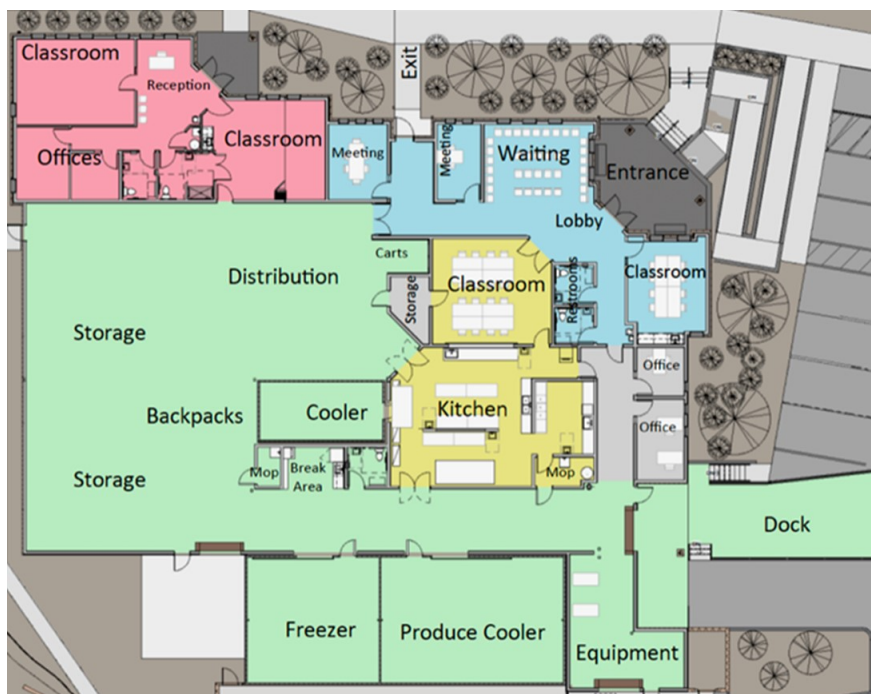 Classroom
Reception
Exit
Classroom
Offices
Meeting
Meeting
Waiting
Entrance
Lobby
Carts
Distribution
Classroom
Storage
Restrooms
Classroom
Storage
Office
Backpacks
Cooler
Kitchen
Office
Storage
Mop
Break
Area
Mop
Dock
Freezer
Produce Cooler
Equipment